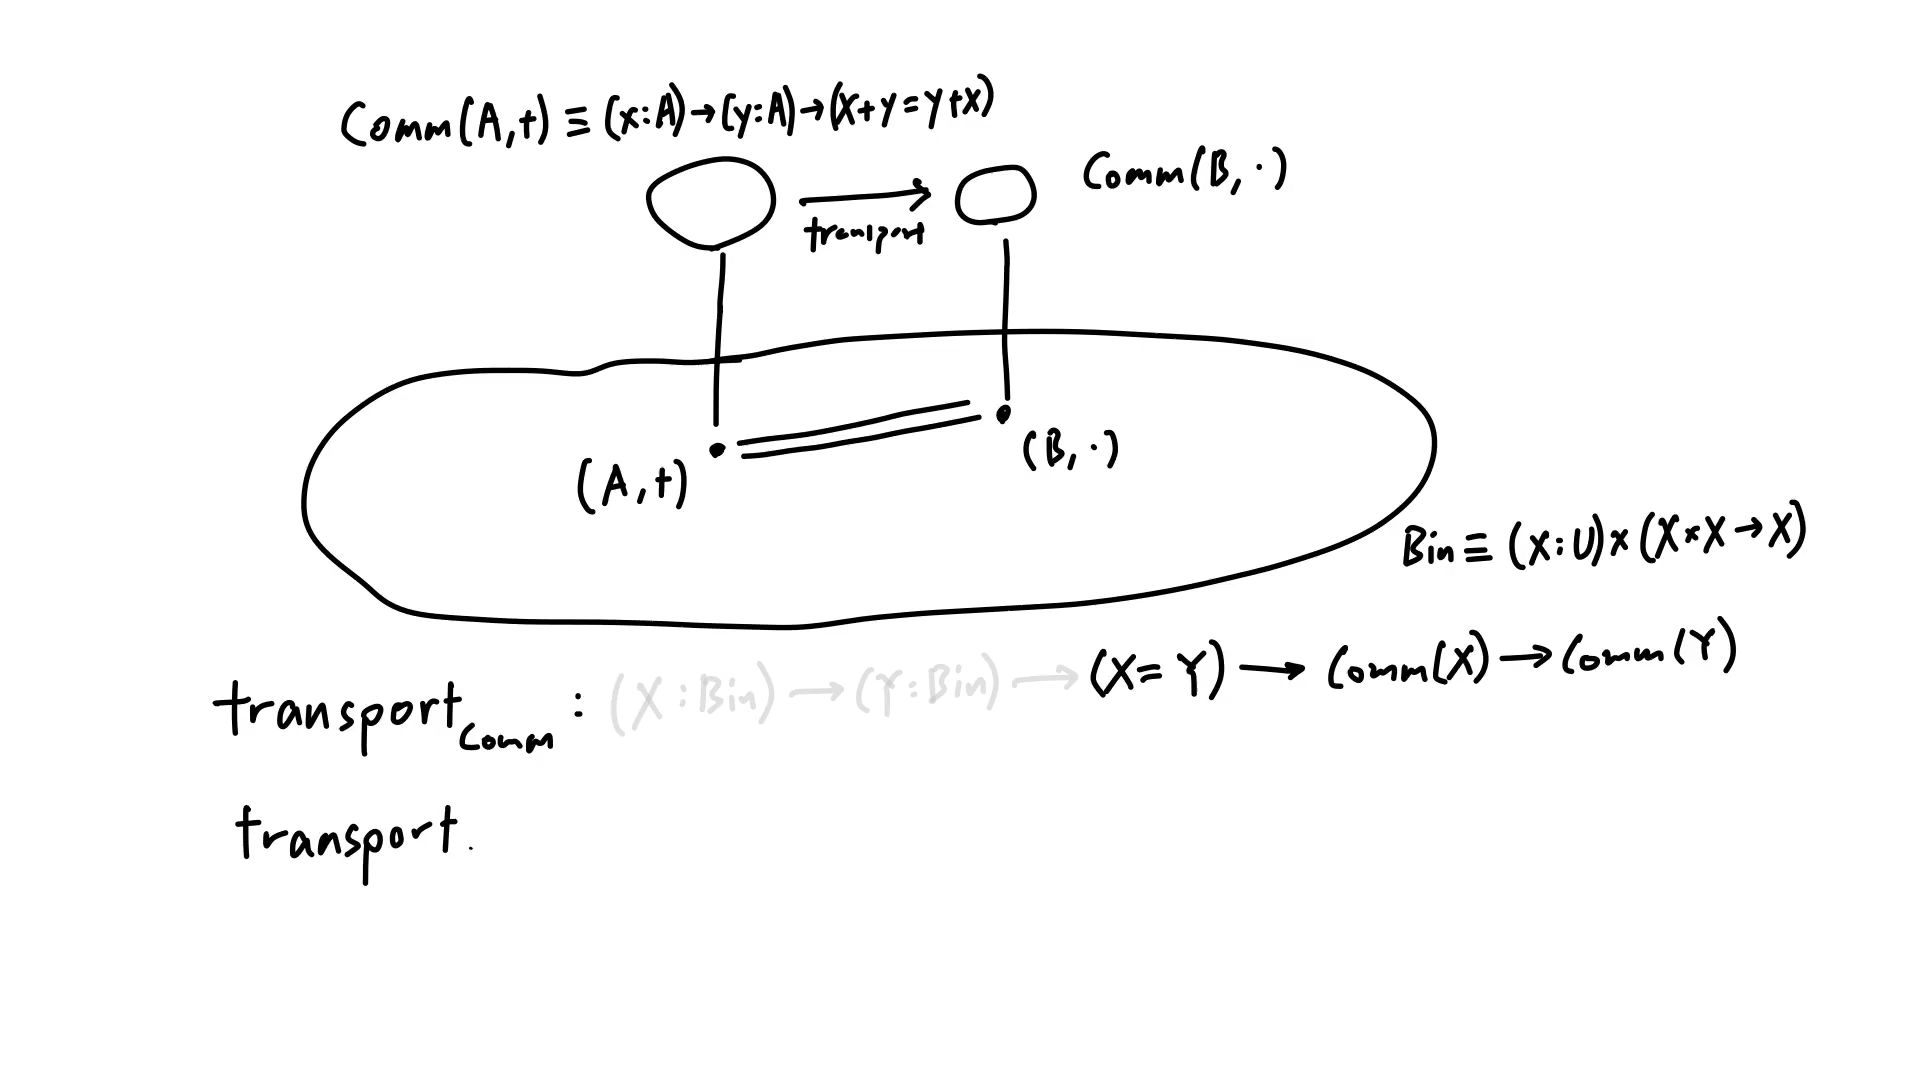 Comm(A,+) ≡ (x:A)→(y:A)→(x+y=y+x)
Comm(B, ·)
transport
(B, ·)
(A,+)
Bin ≡ (X:U)×(X×X→X)
transport_Comm : (X:Bin)→(Y:Bin)→(X=Y)→Comm(X)→Comm(Y)
transport